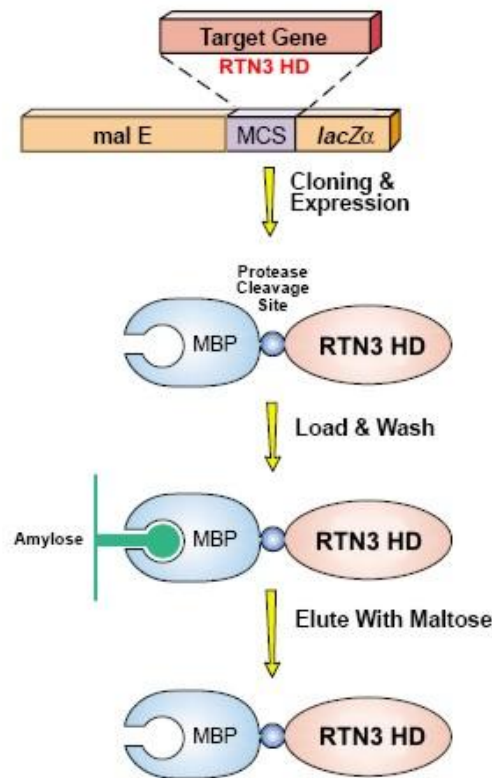 Target Gene
RTN3 HD
mal E MCS lacZα
Cloning &
Expression
Protease
Cleavage
Site
MBP RTN3 HD
Load & Wash
Amylose MBP RTN3 HD
Elute With Maltose
MBP RTN3 HD